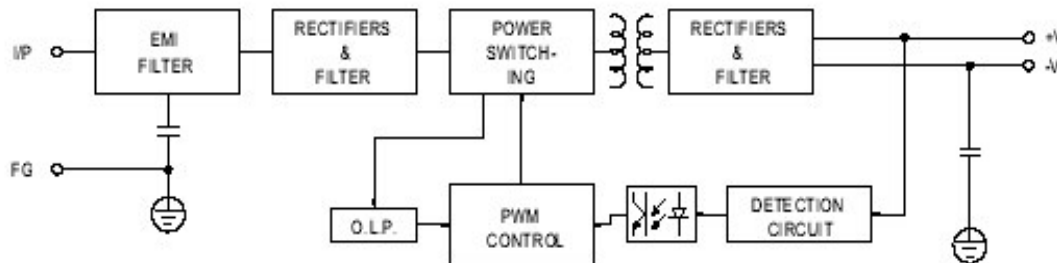 I/P
EMI
FILTER
RECTIFIERS
&
FILTER
POWER
SWITCH-
ING
RECTIFIERS
&
FILTER
+V
-V
FG
O.L.P.
PWM
CONTROL
DETECTION
CIRCUIT